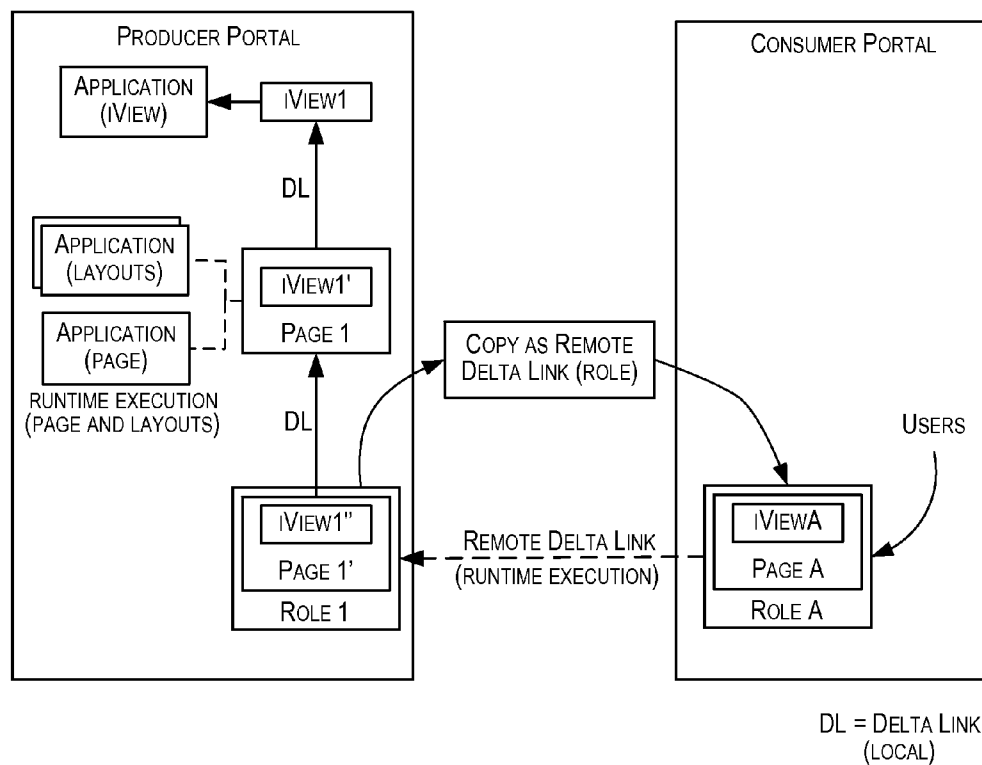 PRODUCER PORTAL
APPLICATION
(IVIEW)
IVIEW1
DL
APPLICATION
(LAYOUTS)
APPLICATION
(PAGE)
RUNTIME EXECUTION
(PAGE AND LAYOUTS)
IVIEW1'
PAGE 1
DL
IVIEW1"
PAGE 1'
ROLE 1
COPY AS REMOTE
DELTA LINK (ROLE)
REMOTE DELTA LINK
(RUNTIME EXECUTION)
CONSUMER PORTAL
USERS
IVIEWA
PAGE A
ROLE A
DL = DELTA LINK
(LOCAL)